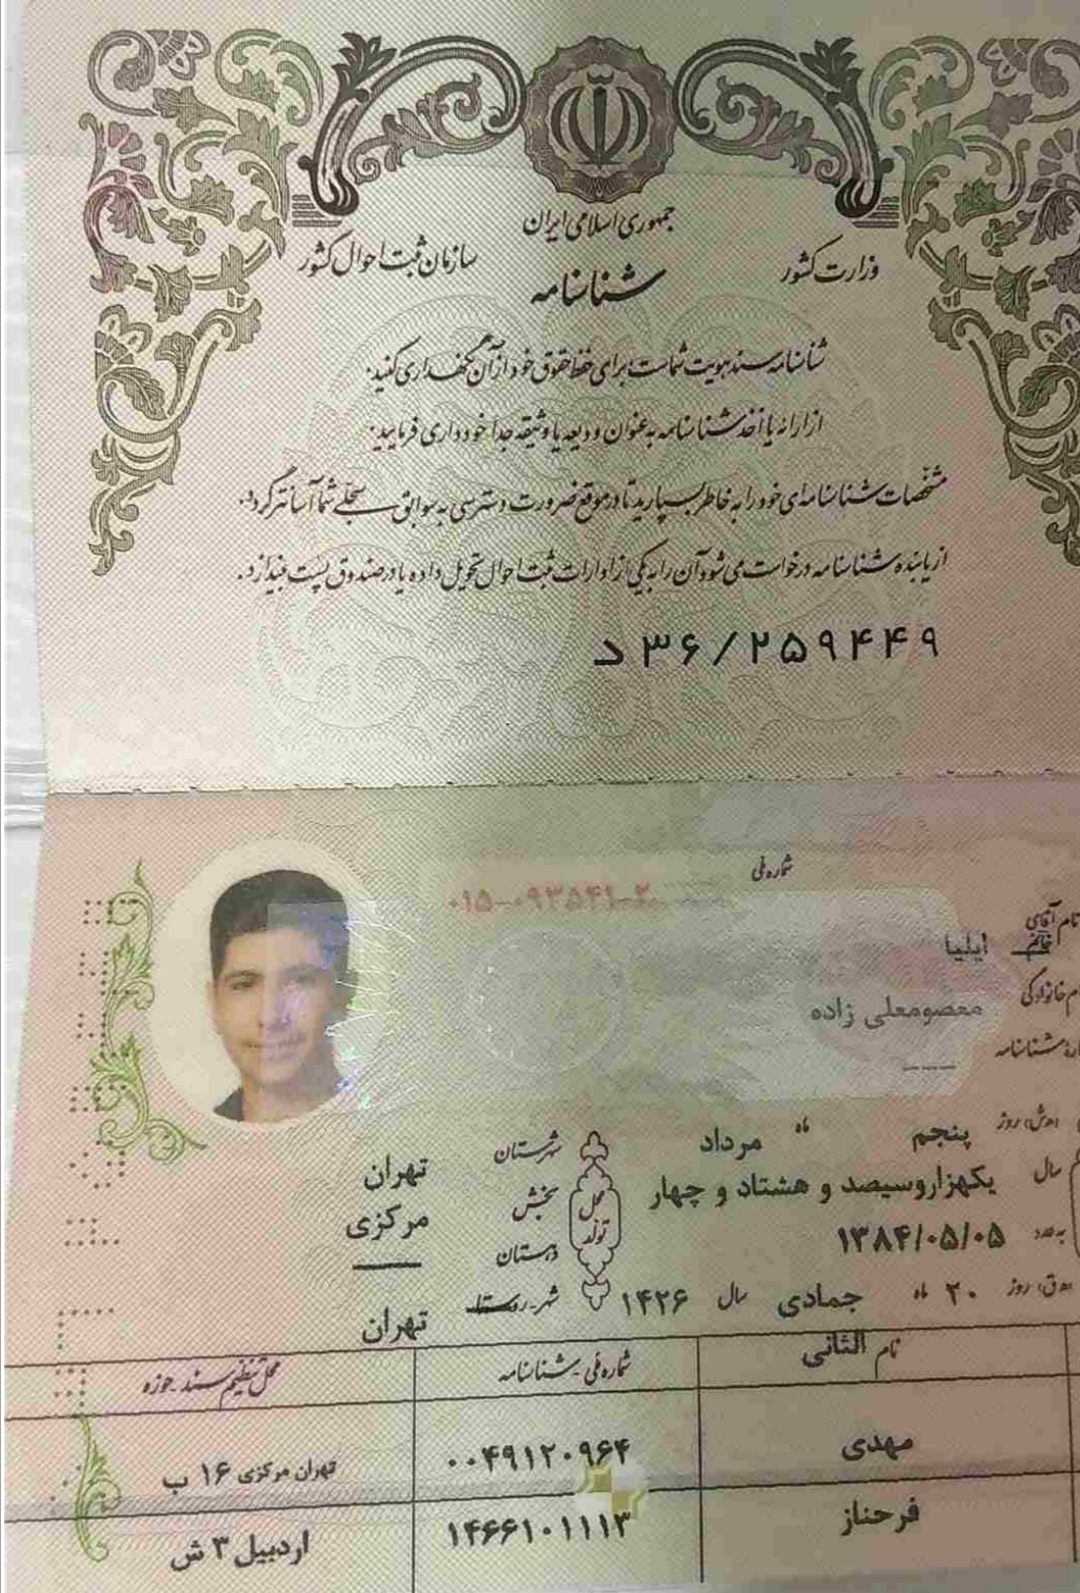 جمهوری اسلامی ایران
وزارت کشور
سازمان ثبت احوال کشور
شناسنامه
شناسنامه سند هویت شماست برای حفظ حقوق خود از آن نگهداری کنید.
از ارائه یا اخذ شناسنامه به عنوان ودیعه یا وثیقه جداً خودداری فرمایید.
مشخصات شناسنامه‌ای خود را به خاطر بسپارید تا در موقع ضرورت دسترسی به سوابق سجلی شما آسانتر گردد.
از یابنده شناسنامه درخواست می‌شود آن را به یکی از ادارات ثبت احوال تحویل داده یا در صندوق پست بیندازد.
د ۳۶/۲۵۹۴۴۹
شماره ملی
۰۱۵-۰۹۳۵۴۱-۲
نام آقای
خانم ایلیا
نام خانوادگی معصومعلی زاده
شماره شناسنامه
روز پنجم ماه مرداد
سال یکهزاروسیصد و هشتاد و چهار
به عدد ۱۳۸۴/۰۵/۰۵
روز ۲۰ ماه جمادی الثانی سال ۱۴۲۶
محل تولد
شهرستان تهران
بخش مرکزی
دهستان
شهر-روستا تهران
نام شماره ملی-شناسنامه محل تنظیم سند-حوزه
مهدی ۰۰۴۹۱۲۰۹۶۴ تهران مرکزی ۱۶ ب
فرحناز ۱۴۶۶۱۰۱۱۱۳ اردبیل ۳ ش